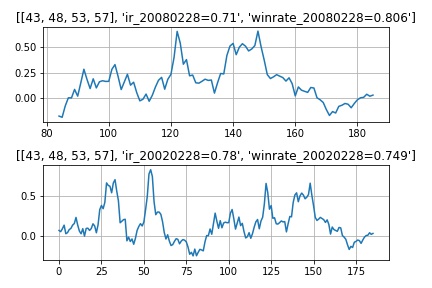 [[43, 48, 53, 57], 'ir_20080228=0.71', 'winrate_20080228=0.806']
0.50
0.25
0.00
80 100 120 140 160 180
[[43, 48, 53, 57], 'ir_20020228=0.78', 'winrate_20020228=0.749']
0.5
0.0
0 25 50 75 100 125 150 175